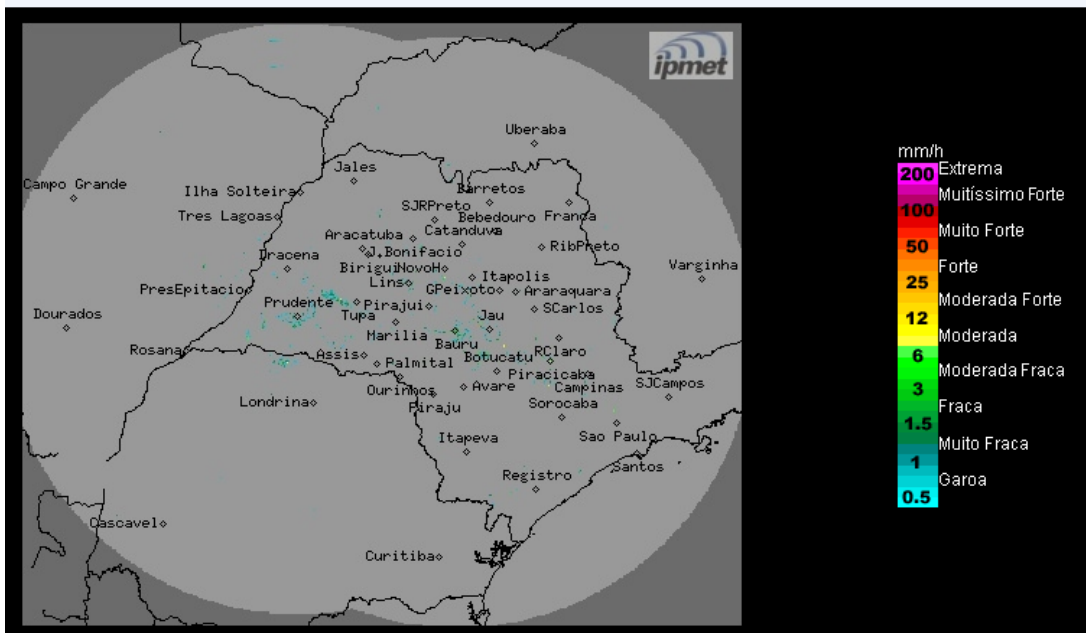 ipmet
Uberaba
Jales
Campo Grande
Ilha Solteira
Barretos
Tres Lagoas
SJRPreto
Bebedouro
Franca
Aracatuba
Catanduva
J.Bonifacio
RibPreto
Dracena
Birigui
NovoH
Itapolis
Varginha
Lins
PresEpitacio
GPeixoto
Araraquara
Prudente
Tupa
Pirajui
SCarlos
Dourados
Marilia
Jau
Bauru
Rosana
Assis
Palmital
Botucatu
RClaro
Piracicaba
Ourinhos
Avare
Campinas
SJCampos
Londrina
Piraju
Sorocaba
Itapeva
Sao Paulo
Santos
Registro
Cascavel
Curitiba
mm/h
200
Extrema
Muitíssimo Forte
100
Muito Forte
50
Forte
25
Moderada Forte
12
Moderada
6
Moderada Fraca
3
Fraca
1.5
Muito Fraca
1
Garoa
0.5